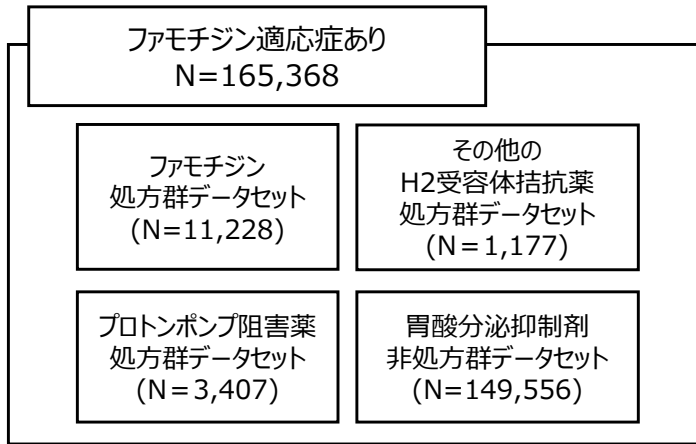 ファモチジン適応症あり
N=165,368
ファモチジン
処方群データセット
(N=11,228)
その他の
H2受容体拮抗薬
処方群データセット
(N＝1,177)
プロトンポンプ阻害薬
処方群データセット
(N＝3,407)
胃酸分泌抑制剤
非処方群データセット
(N=149,556)